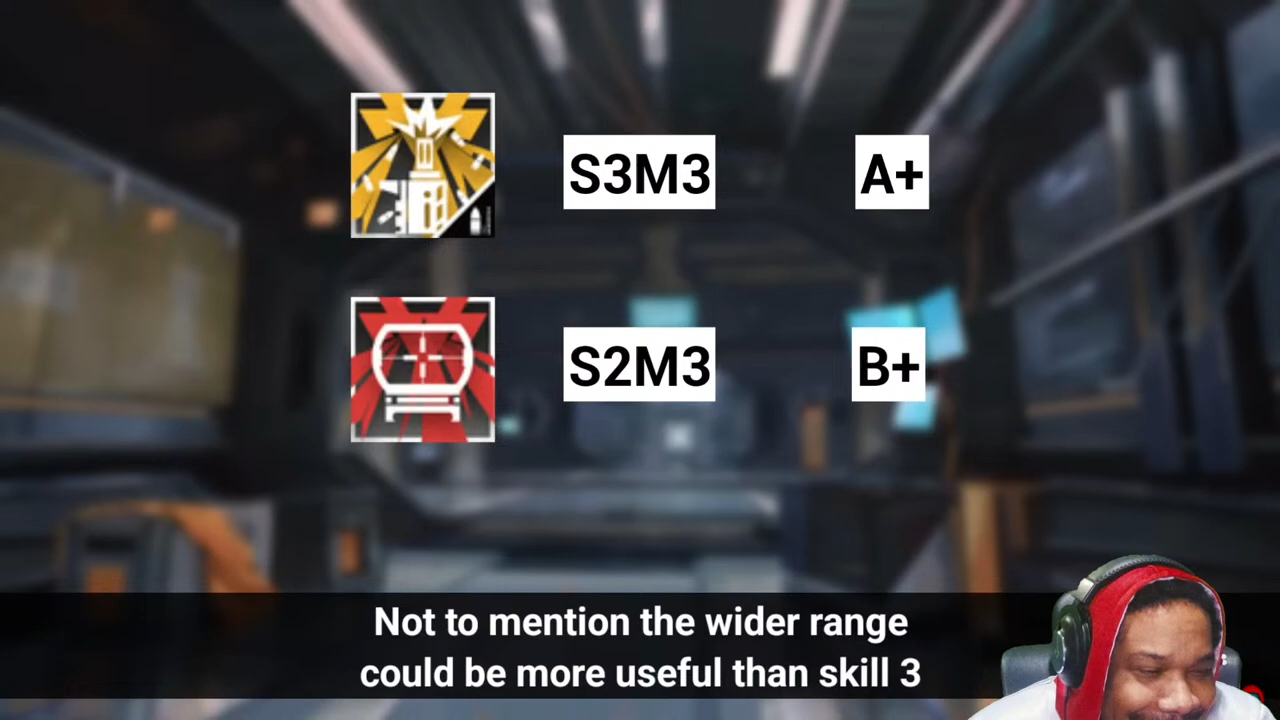 S3M3
A+
S2M3
B+
Not to mention the wider range
could be more useful than skill 3